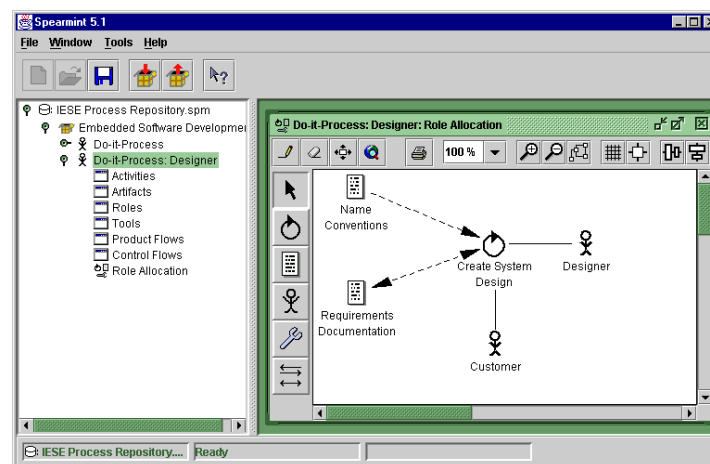 Spearmint 5.1
File Window Tools Help
IESE Process Repository.spm
Embedded Software Developmer
Do-it-Process
Do-it-Process: Designer
Activities
Artifacts
Roles
Tools
Product Flows
Control Flows
Role Allocation
Do-it-Process: Designer: Role Allocation
100 %
Name
Conventions
Create System
Design
Designer
Requirements
Documentation
Customer
IESE Process Repository....
Ready